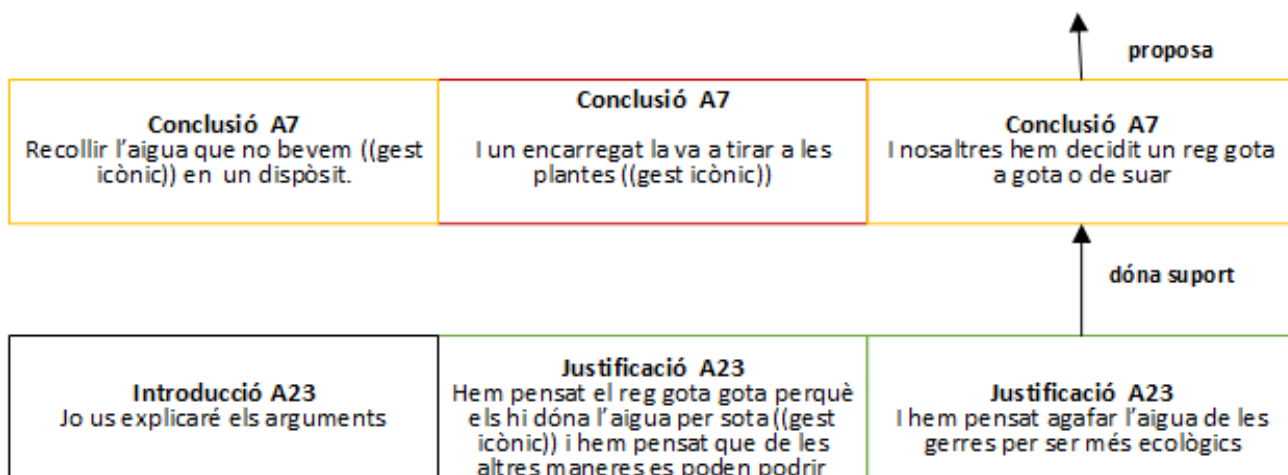 proposa
Conclusió A7
Recollir l'aigua que no bevem ((gest
icònic)) en un dispòsit.
Conclusió A7
I un encarregat la va a tirar a les
plantes ((gest icònic))
Conclusió A7
I nosaltres hem decidit un reg gota
a gota o de suar
dóna suport
Introducció A23
Jo us explicaré els arguments
Justificació A23
Hem pensat el reg gota gota perquè
els hi dóna l'aigua per sota ((gest
icònic)) i hem pensat que de les
altres maneres es poden podrir
Justificació A23
I hem pensat agafar l'aigua de les
gerres per ser més ecològics